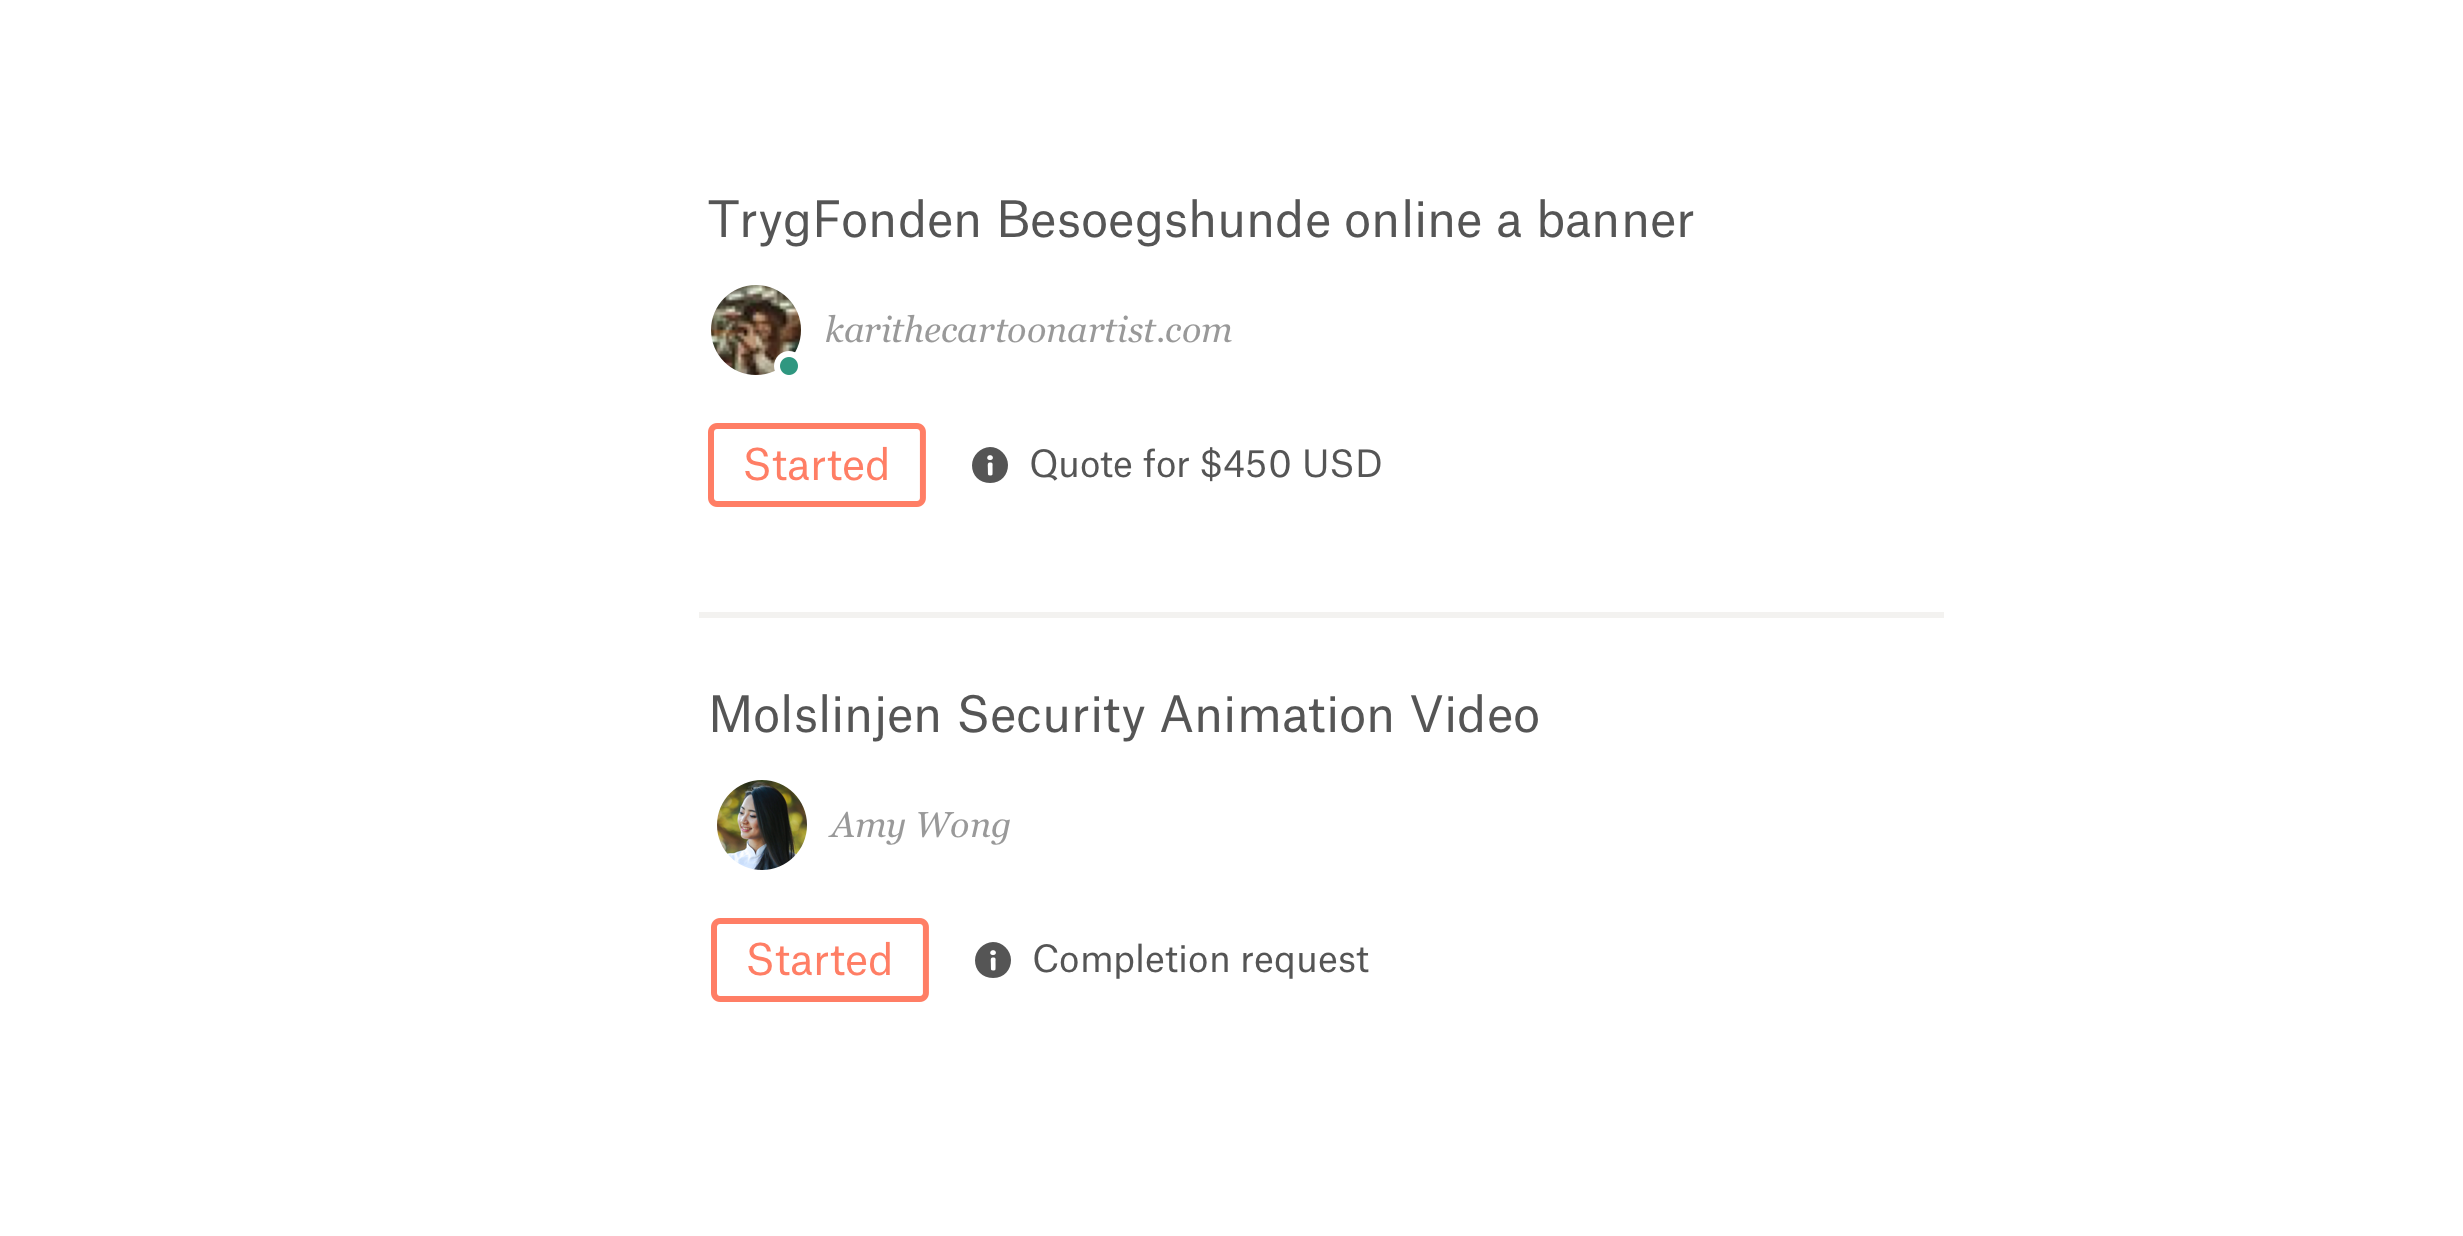 TrygFonden Besoegshunde online a banner
karithecartoonartist.com
Started
Quote for $450 USD
Molslinjen Security Animation Video
Amy Wong
Started
Completion request